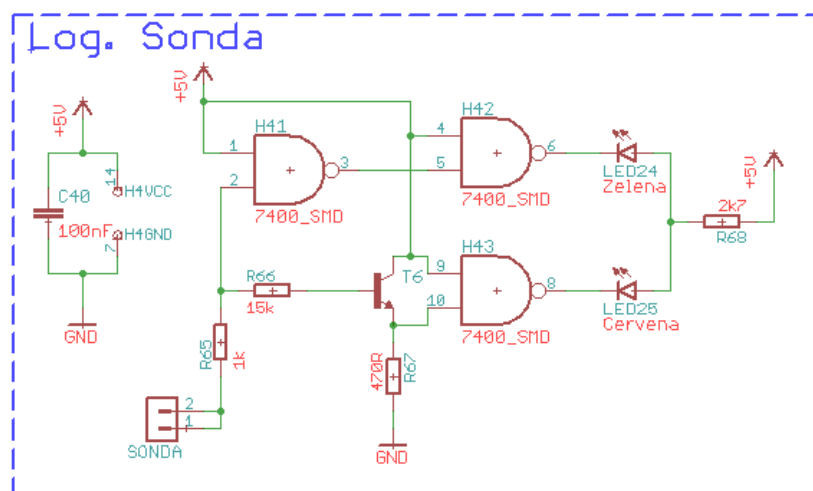 Log. Sonda
+5V
+5V
H41
1
2
3
7400_SMD
H42
4
5
6
7400_SMD
LED24
Zelena
+5V
2k7
R68
14
H4VCC
C40
100nF
H4GND
7
GND
R66
15k
T6
H43
9
10
8
7400_SMD
LED25
Cervena
R65
1k
470R
R67
GND
2
1
SONDA